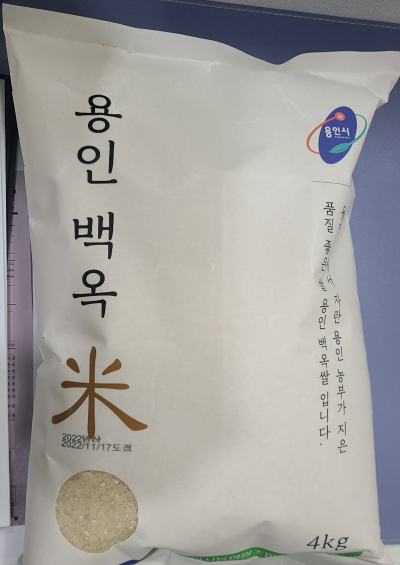 용인 백옥
米
2022년산
2022/11/17도정
용인시
자란 용인 농부가 지은
품질 좋은 용인 백옥쌀 입니다.
4kg